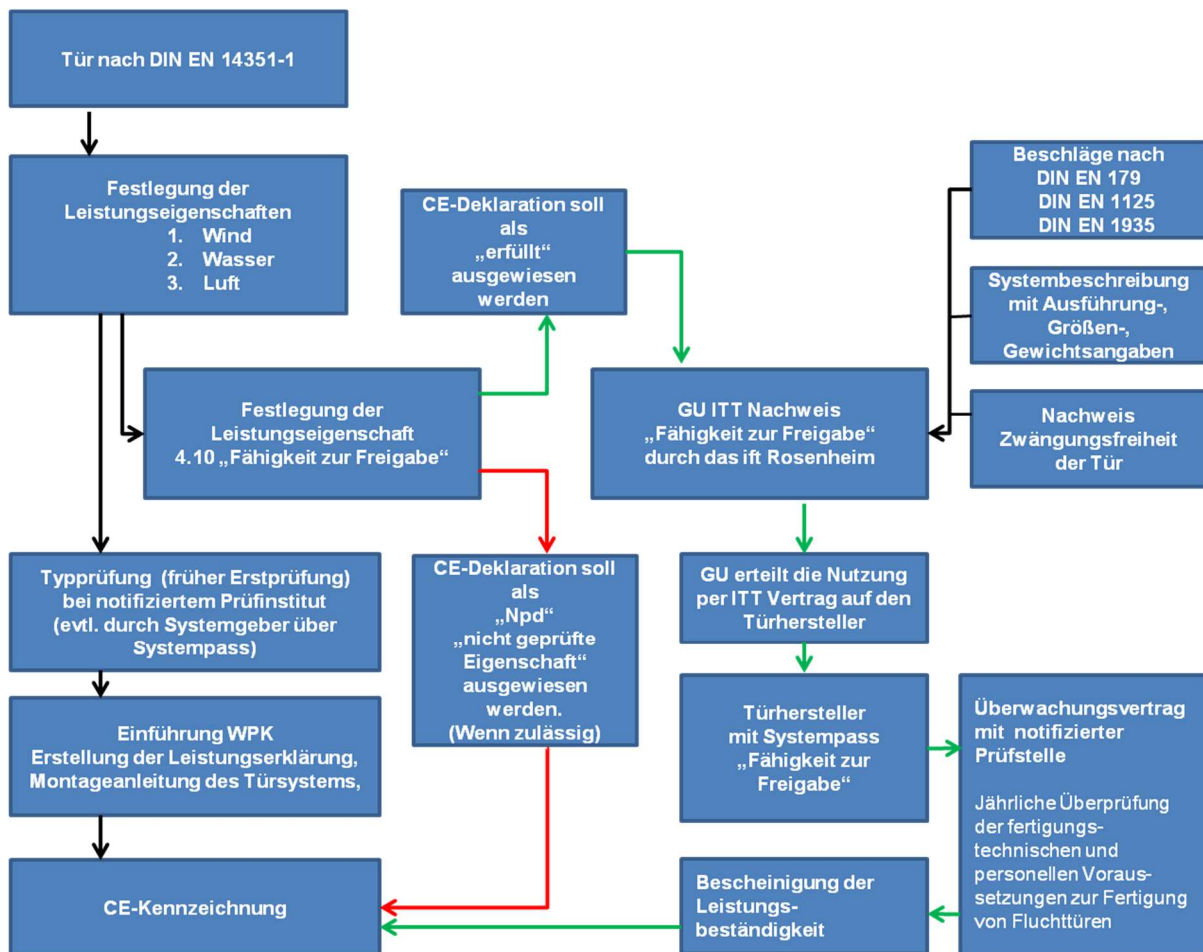 Tür nach DIN EN 14351-1
Festlegung der
Leistungseigenschaften
1. Wind
2. Wasser
3. Luft
CE-Deklaration soll
als
„erfüllt“
ausgewiesen
werden
Beschläge nach
DIN EN 179
DIN EN 1125
DIN EN 1935
Systembeschreibung
mit Ausführung-,
Größen-,
Gewichtsangaben
Nachweis
Zwängungsfreiheit
der Tür
Festlegung der
Leistungseigenschaft
4.10 „Fähigkeit zur Freigabe“
GU ITT Nachweis
„Fähigkeit zur Freigabe“
durch das ift Rosenheim
Typprüfung (früher Erstprüfung)
bei notifiziertem Prüfinstitut
(evtl. durch Systemgeber über
Systempass)
CE-Deklaration soll
als
„Npd“
„nicht geprüfte
Eigenschaft“
ausgewiesen
werden.
(Wenn zulässig)
GU erteilt die Nutzung
per ITT Vertrag auf den
Türhersteller
Einführung WPK
Erstellung der Leistungserklärung,
Montageanleitung des Türsystems,
Türhersteller
mit Systempass
„Fähigkeit zur
Freigabe“
Überwachungsvertrag
mit notifizierter
Prüfstelle
Jährliche Überprüfung
der fertigungs-
technischen und
personellen Voraus-
setzungen zur Fertigung
von Fluchttüren
CE-Kennzeichnung
Bescheinigung der
Leistungs-
beständigkeit